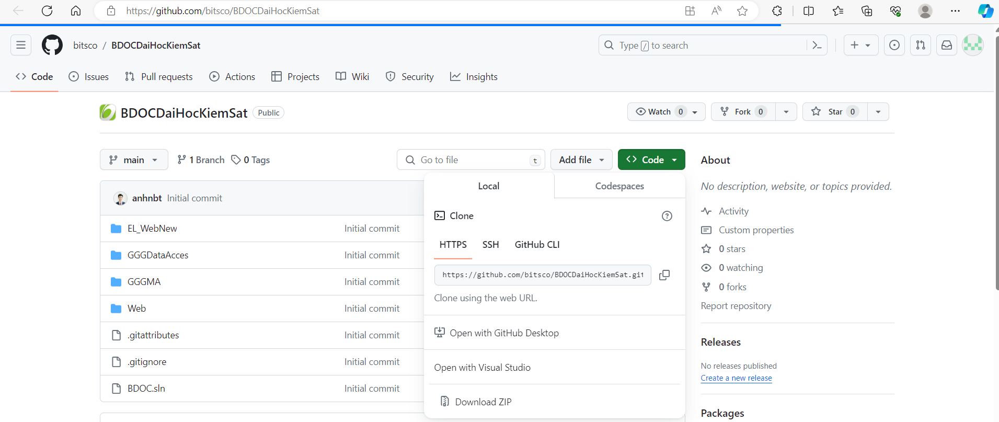 https://github.com/bitsco/BDOCDaiHocKiemSat
bitsco / BDOCDaiHocKiemSat
Type / to search
Code
Issues
Pull requests
Actions
Projects
Wiki
Security
Insights
BDOCDaiHocKiemSat
Public
Watch 0
Fork 0
Star 0
main
1 Branch
0 Tags
Go to file
t
Add file
Code
anhnbt Initial commit
EL_WebNew Initial commit
GGGDataAcces Initial commit
GGGMA Initial commit
Web Initial commit
.gitattributes Initial commit
.gitignore Initial commit
BDOC.sln Initial commit
Local
Codespaces
Clone
HTTPS
SSH
GitHub CLI
https://github.com/bitsco/BDOCDaiHocKiemSat.git
Clone using the web URL.
Open with GitHub Desktop
Open with Visual Studio
Download ZIP
About
No description, website, or topics provided.
Activity
Custom properties
0 stars
0 watching
0 forks
Report repository
Releases
No releases published
Create a new release
Packages